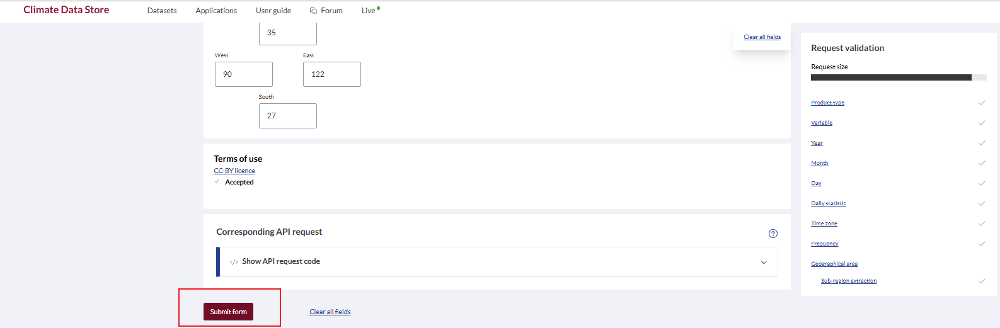 Climate Data Store Datasets Applications User guide Forum Live
35
West East
90 122
South
27
Clear all fields
Terms of use
CC-BY licence
Accepted
Corresponding API request
?
</> Show API request code
Submit form Clear all fields
Request validation
Request size
Product type
Variable
Year
Month
Day
Daily statistic
Time zone
Frequency
Geographical area
Sub-region extraction